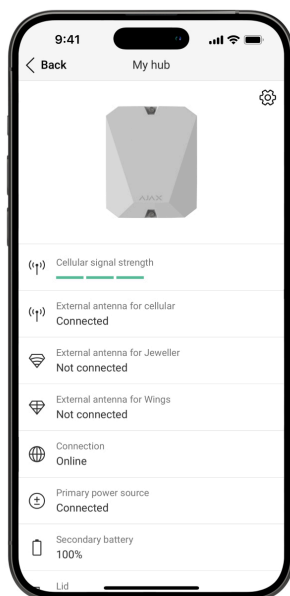 9:41
Back
My hub
AJAX
Cellular signal strength
External antenna for cellular
Connected
External antenna for Jeweller
Not connected
External antenna for Wings
Not connected
Connection
Online
Primary power source
Connected
Secondary battery
100%
Lid